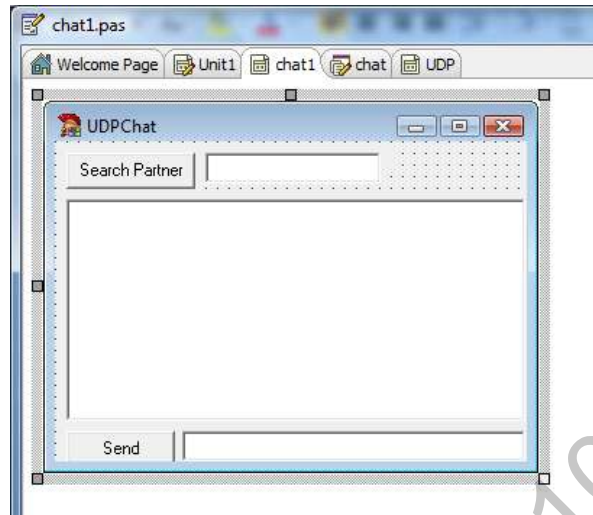 chat1.pas
Welcome Page Unit1 chat1 chat UDP
UDPChat
Search Partner
Send